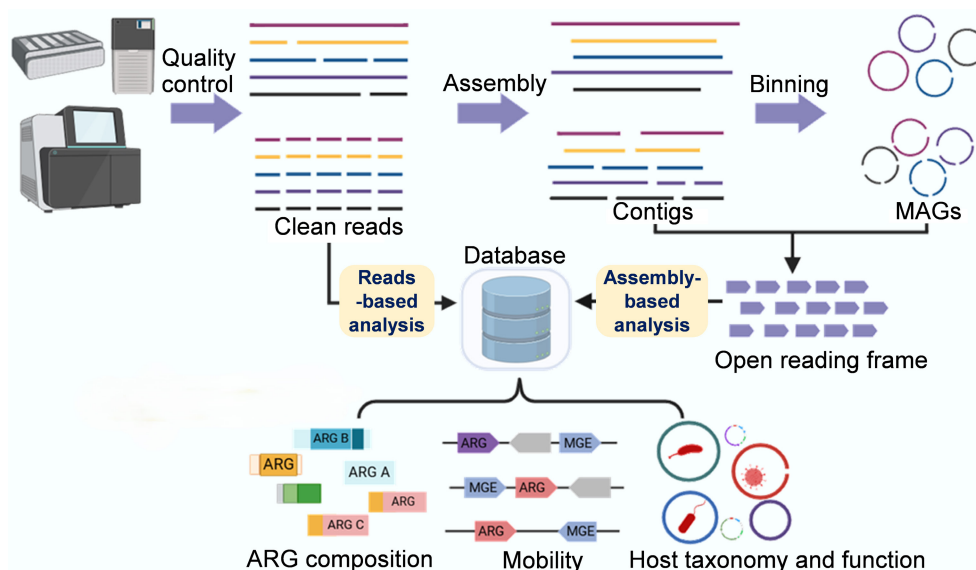 Quality
control
Assembly
Binning
Clean reads
Contigs
MAGs
Database
Reads
-based
analysis
Assembly-
based
analysis
Open reading frame
ARG B
ARG
ARG A
ARG
ARG C
ARG MGE
MGE ARG
ARG MGE
ARG composition
Mobility
Host taxonomy and function